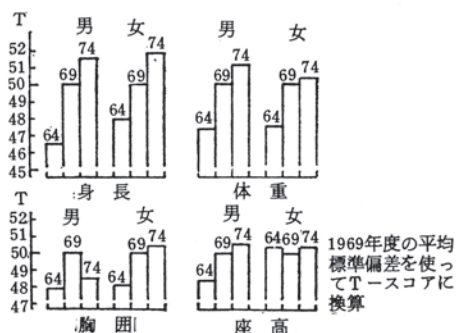 T
男 女
52
51
50
49
48
47
46
45
64 69 74
64 69 74
身 長
男 女
64 69 74
64 69 74
体 重
T
男 女
52
51
50
49
48
47
64 69 74
64 69 74
胸 囲
男 女
64 69 74
64 69 74
座 高
1969年度の平均
標準偏差を使っ
てT-スコアに
換算